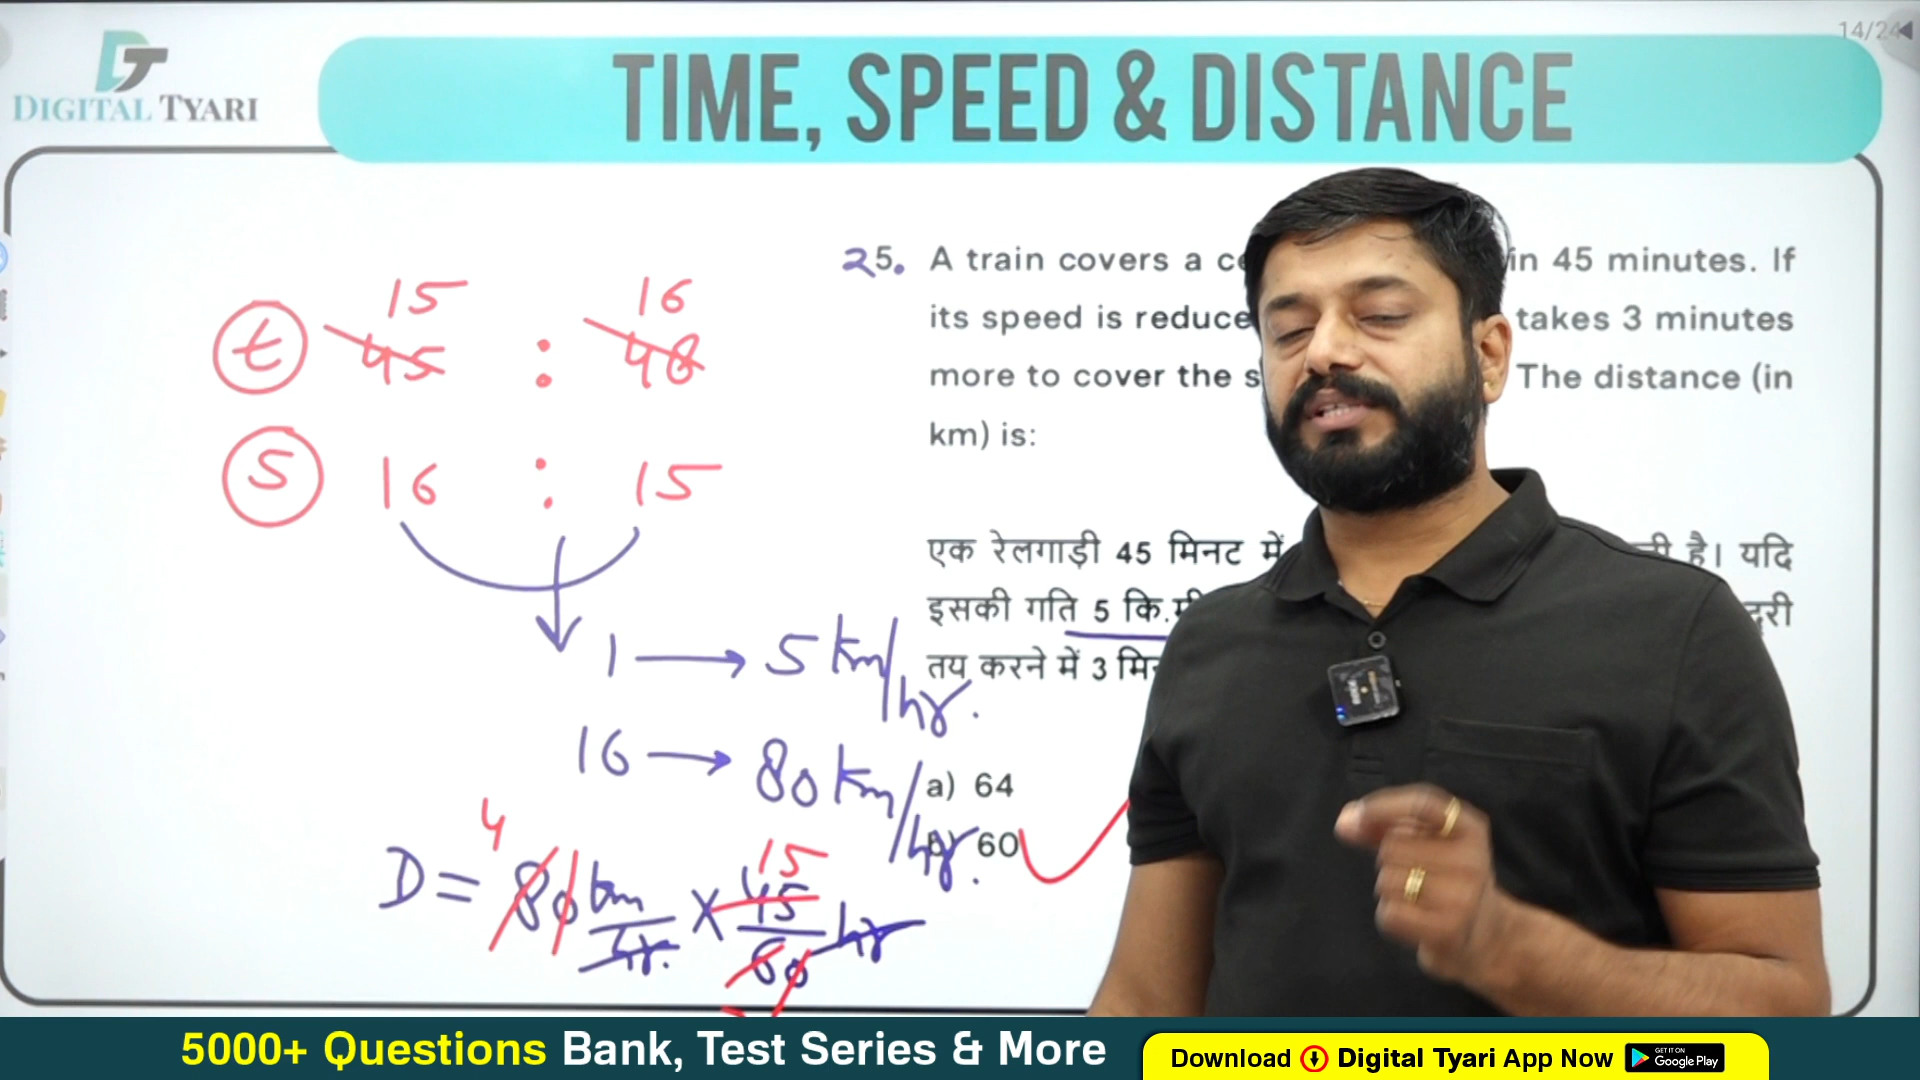 14/24
DT
DIGITAL TYARI
TIME, SPEED & DISTANCE
25. A train covers a in 45 minutes. If
its speed is reduce takes 3 minutes
more to cover the s The distance (in
km) is:
एक रेलगाड़ी 45 मिनट में है। यदि
इसकी गति 5 कि.मी दूरी
तय करने में 3 मि
a) 64
60
15 16
t 45 : 48
S 16 : 15
1 → 5 km/hr.
16 → 80 km/hr.
4 15
D = 80 km/hr. × 45/60 hr
5000+ Questions Bank, Test Series & More
Download Digital Tyari App Now GET IT ON Google Play